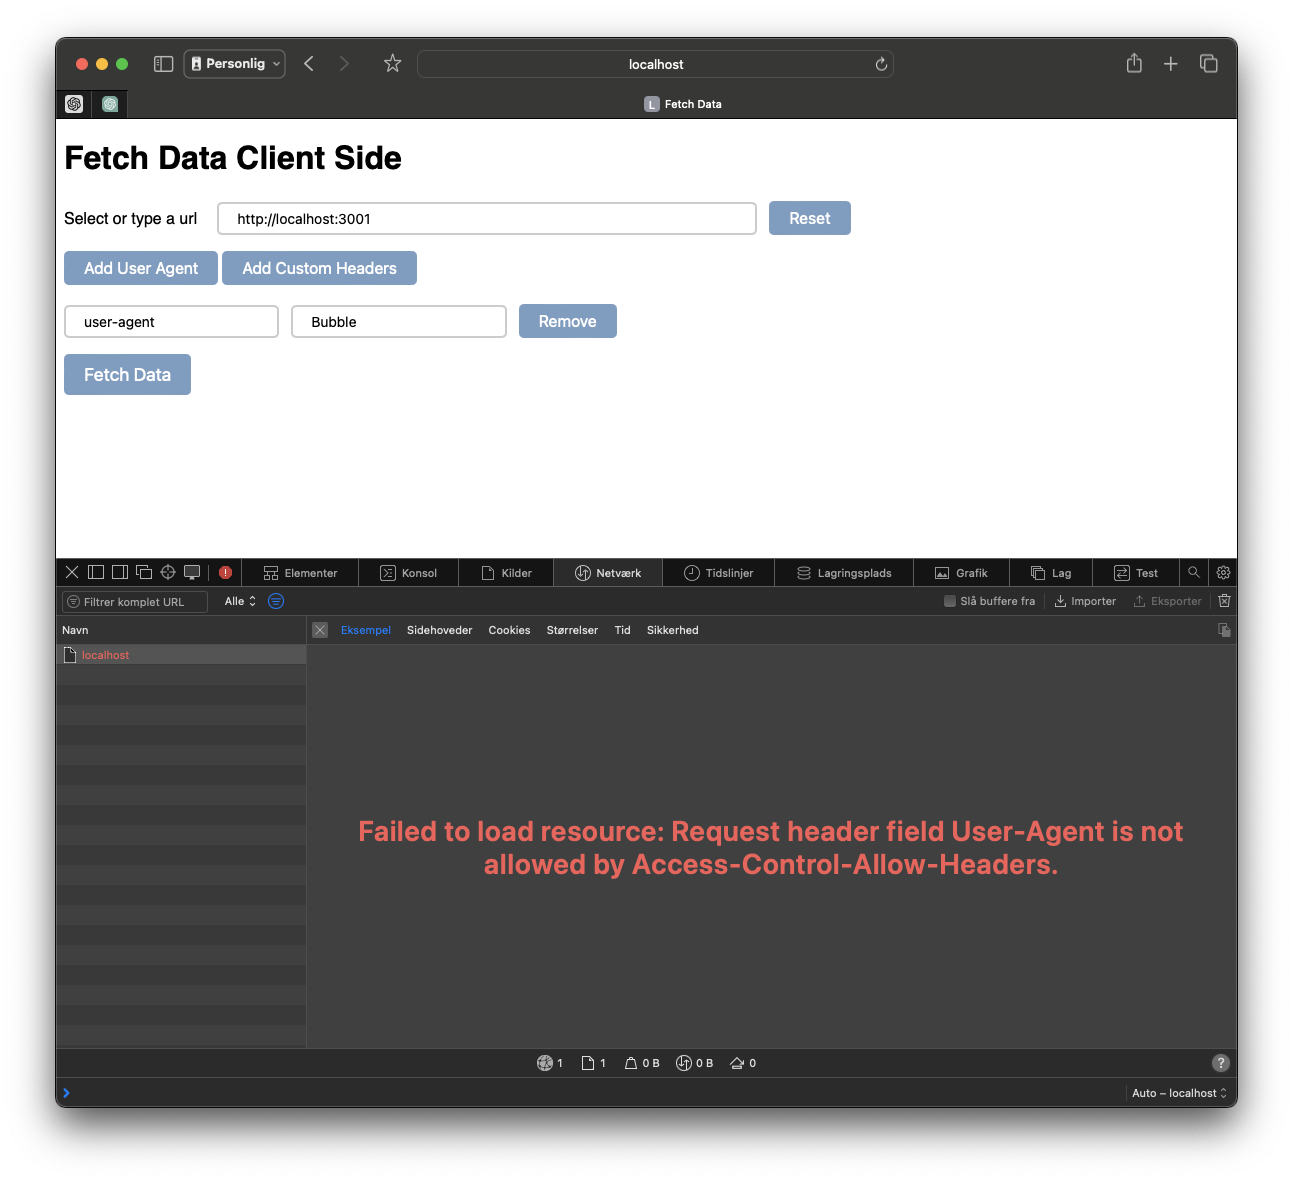 Personlig
localhost
L Fetch Data
Fetch Data Client Side
Select or type a url http://localhost:3001 Reset
Add User Agent Add Custom Headers
user-agent Bubble Remove
Fetch Data
Elementer Konsol Kilder Netværk Tidslinjer Lagringsplads Grafik Lag Test
Filtrer komplet URL Alle Slå buffere fra Importer Eksporter
Navn Eksempel Sidehoveder Cookies Størrelser Tid Sikkerhed
localhost
Failed to load resource: Request header field User-Agent is not
allowed by Access-Control-Allow-Headers.
1 1 0 B 0 B 0 ?
Auto – localhost